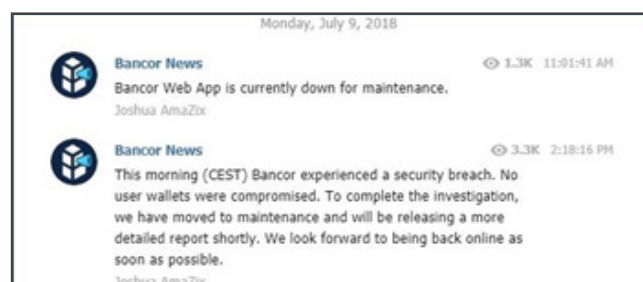 Monday, July 9, 2018
Bancor News 1.3K 11:01:41 AM
Bancor Web App is currently down for maintenance.
Joshua AmaZix
Bancor News 3.3K 2:18:16 PM
This morning (CEST) Bancor experienced a security breach. No
user wallets were compromised. To complete the investigation,
we have moved to maintenance and will be releasing a more
detailed report shortly. We look forward to being back online as
soon as possible.
Joshua AmaZix